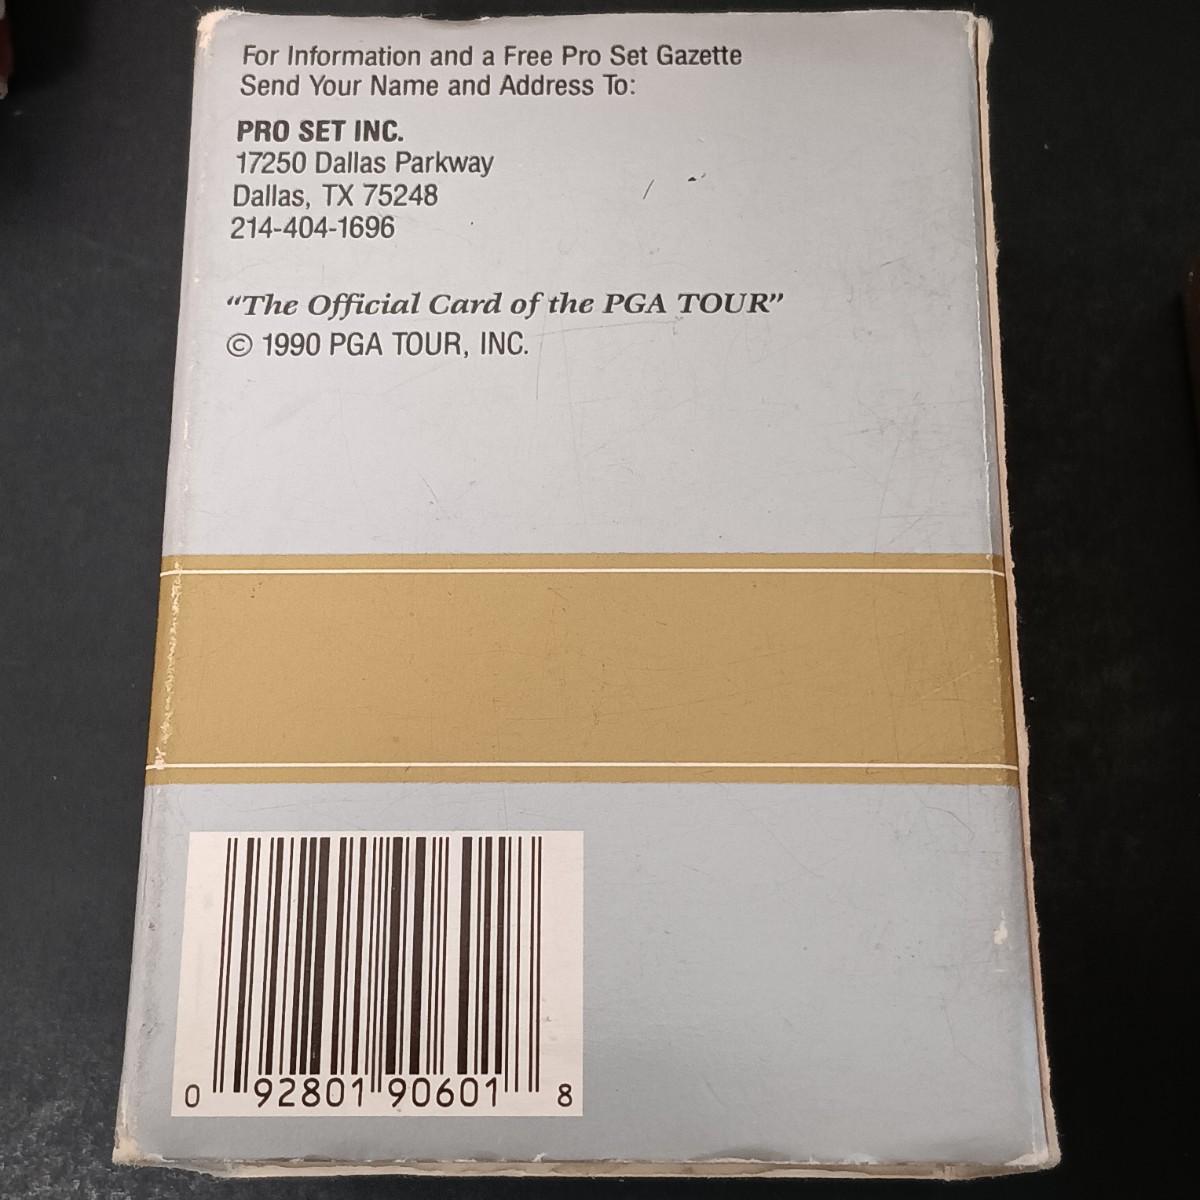 For Information and a Free Pro Set Gazette
Send Your Name and Address To:
PRO SET INC.
17250 Dallas Parkway
Dallas, TX 75248
214-404-1696
“The Official Card of the PGA TOUR”
© 1990 PGA TOUR, INC.
0 92801 90601 8